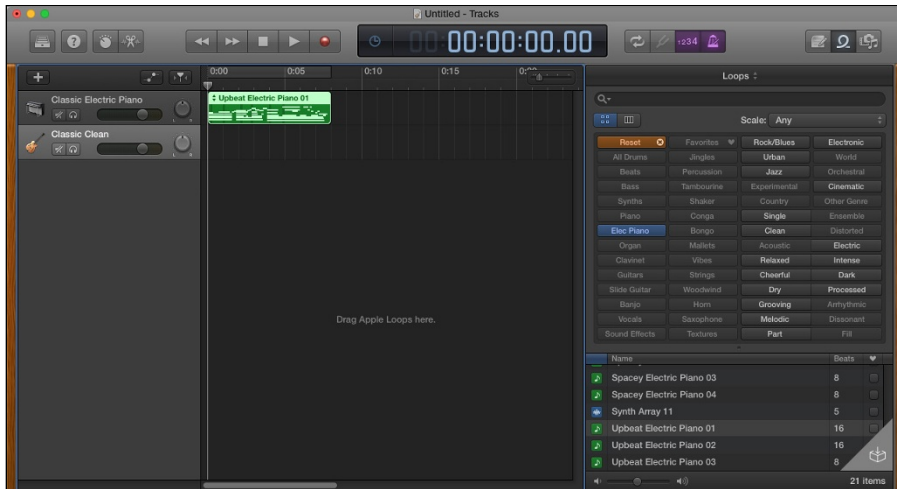 Untitled - Tracks
1234
00:00:00:00.00
0:00 0:05 0:10 0:15
Loops
Classic Electric Piano
Upbeat Electric Piano 01
Scale: Any
Classic Clean
Reset Favorites Rock/Blues Electronic
All Drums Jingles Urban World
Beats Percussion Jazz Orchestral
Bass Tambourine Experimental Cinematic
Synths Shaker Country Other Genre
Piano Conga Single Ensemble
Elec Piano Bongo Clean Distorted
Organ Mallets Acoustic Electric
Clavinet Vibes Relaxed Intense
Guitars Strings Cheerful Dark
Slide Guitar Woodwind Dry Processed
Banjo Horn Grooving Arrhythmic
Vocals Saxophone Melodic Dissonant
Sound Effects Textures Part Fill
Drag Apple Loops here.
Name Beats
Spacey Electric Piano 03 8
Spacey Electric Piano 04 8
Synth Array 11 5
Upbeat Electric Piano 01 16
Upbeat Electric Piano 02 16
Upbeat Electric Piano 03 8
21 items